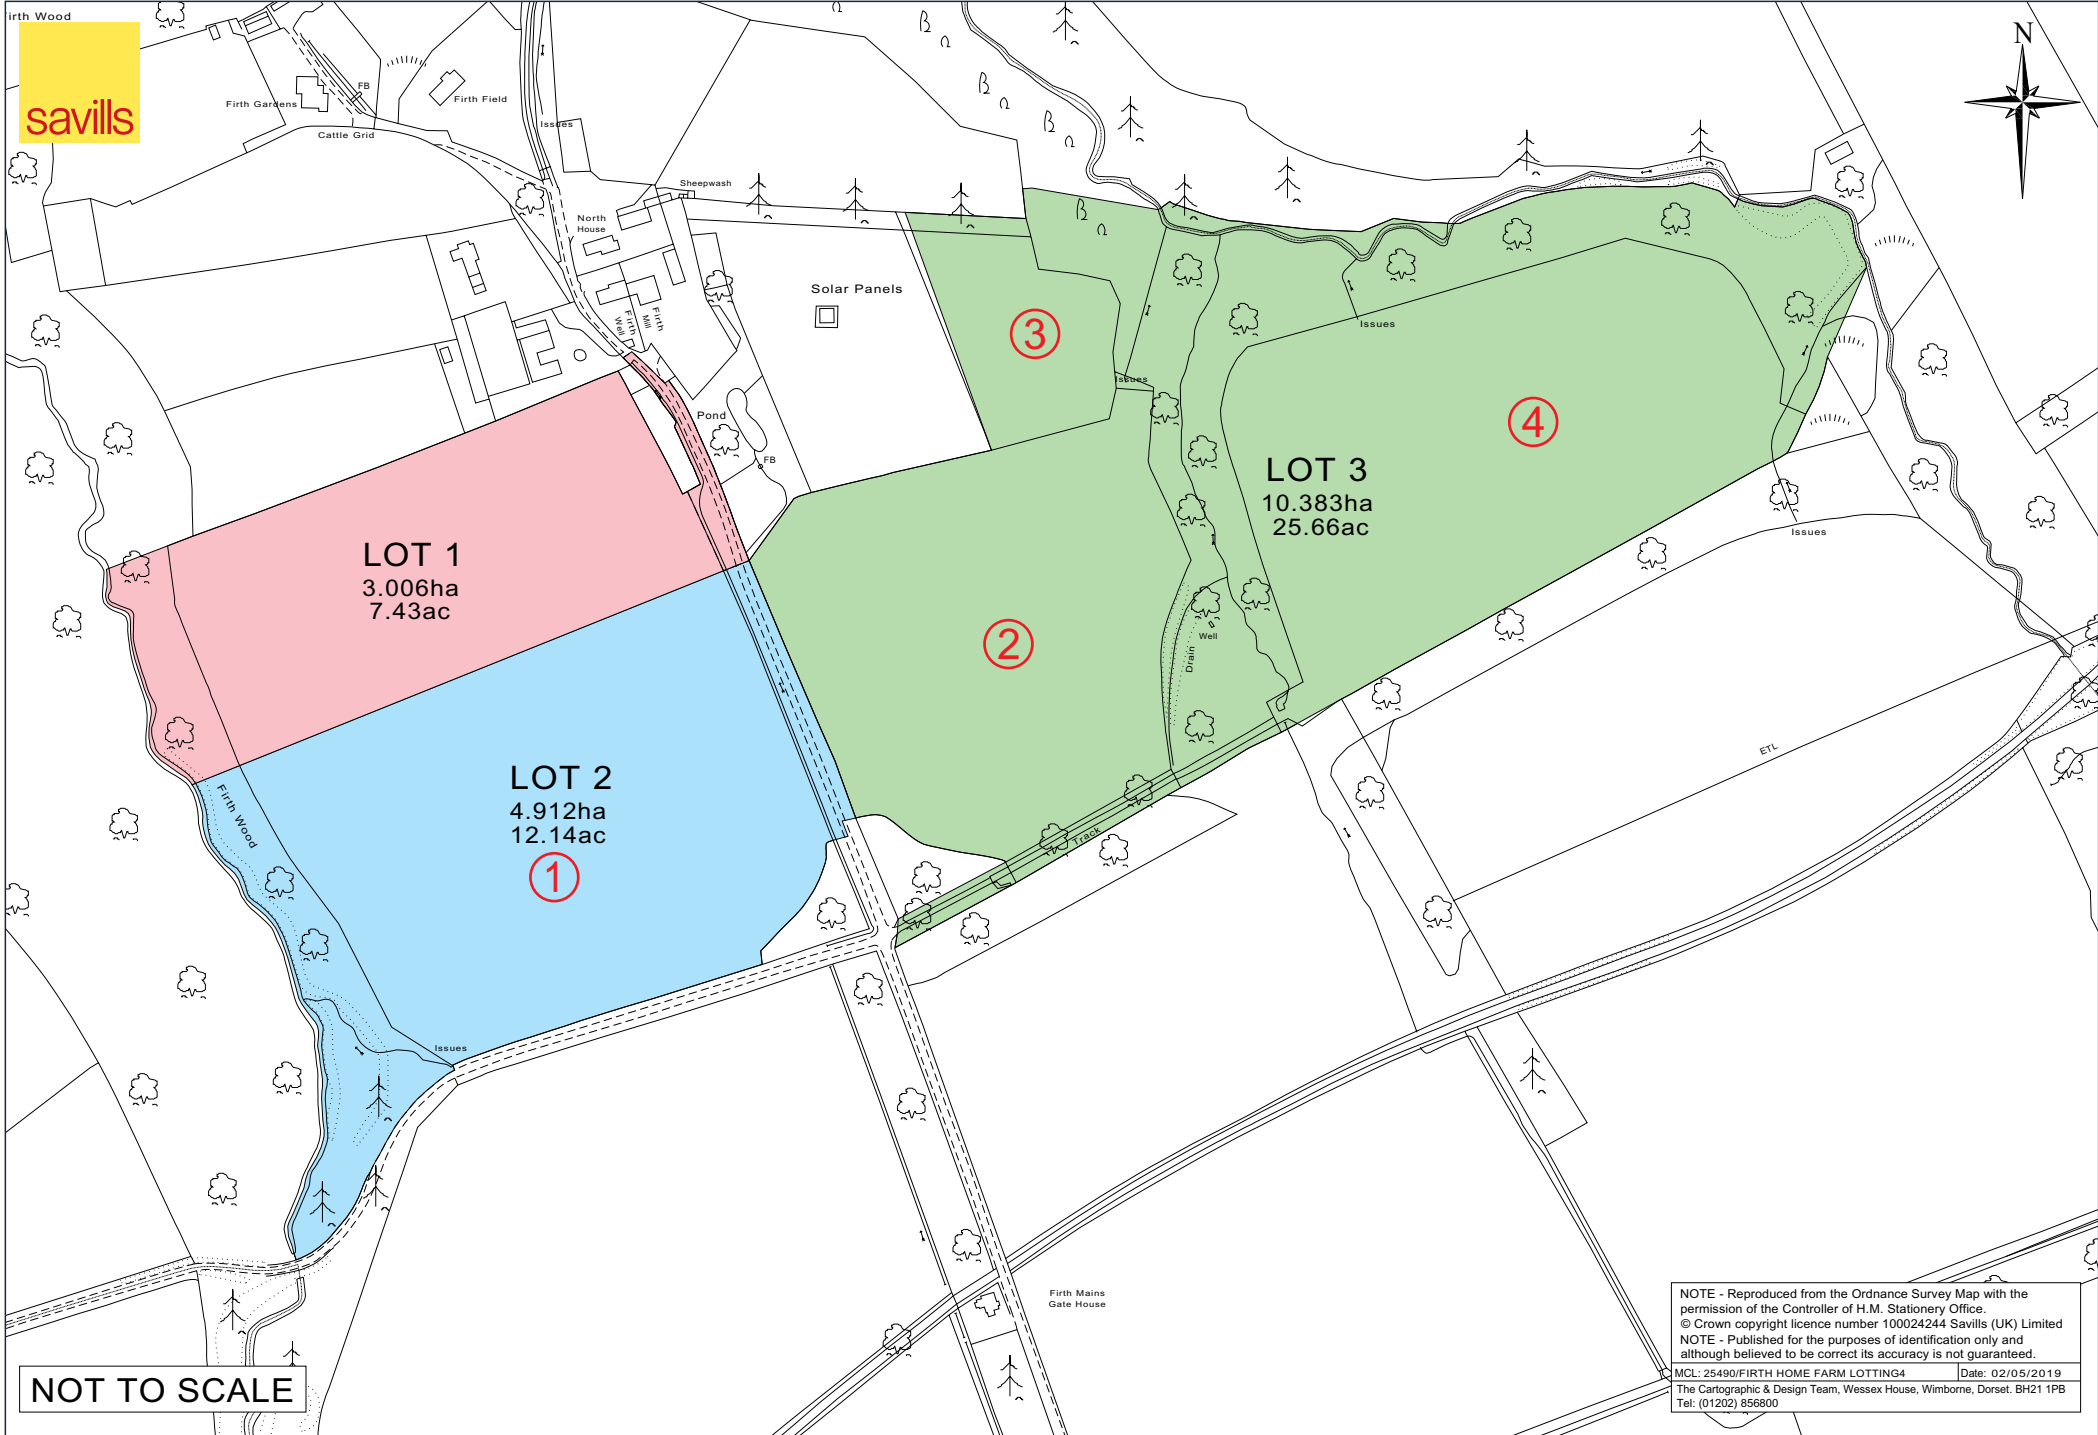 irth Wood
savills
N
FB
Firth Gardens
Firth Field
Cattle Grid
Issues
Sheepwash
North
House
Solar Panels
Firth
Well
Firth
Mill
Issues
3
Issues
Pond
4
FB
LOT 3
10.383ha
25.66ac
Issues
LOT 1
3.006ha
7.43ac
2
Well
Drain
ETL
LOT 2
4.912ha
12.14ac
1
Firth Wood
Track
Issues
Firth Mains
Gate House
NOT TO SCALE
NOTE - Reproduced from the Ordnance Survey Map with the
permission of the Controller of H.M. Stationery Office.
© Crown copyright licence number 100024244 Savills (UK) Limited
NOTE - Published for the purposes of identification only and
although believed to be correct its accuracy is not guaranteed.
MCL: 25490/FIRTH HOME FARM LOTTING4
Date: 02/05/2019
The Cartographic & Design Team, Wessex House, Wimborne, Dorset. BH21 1PB
Tel: (01202) 856800